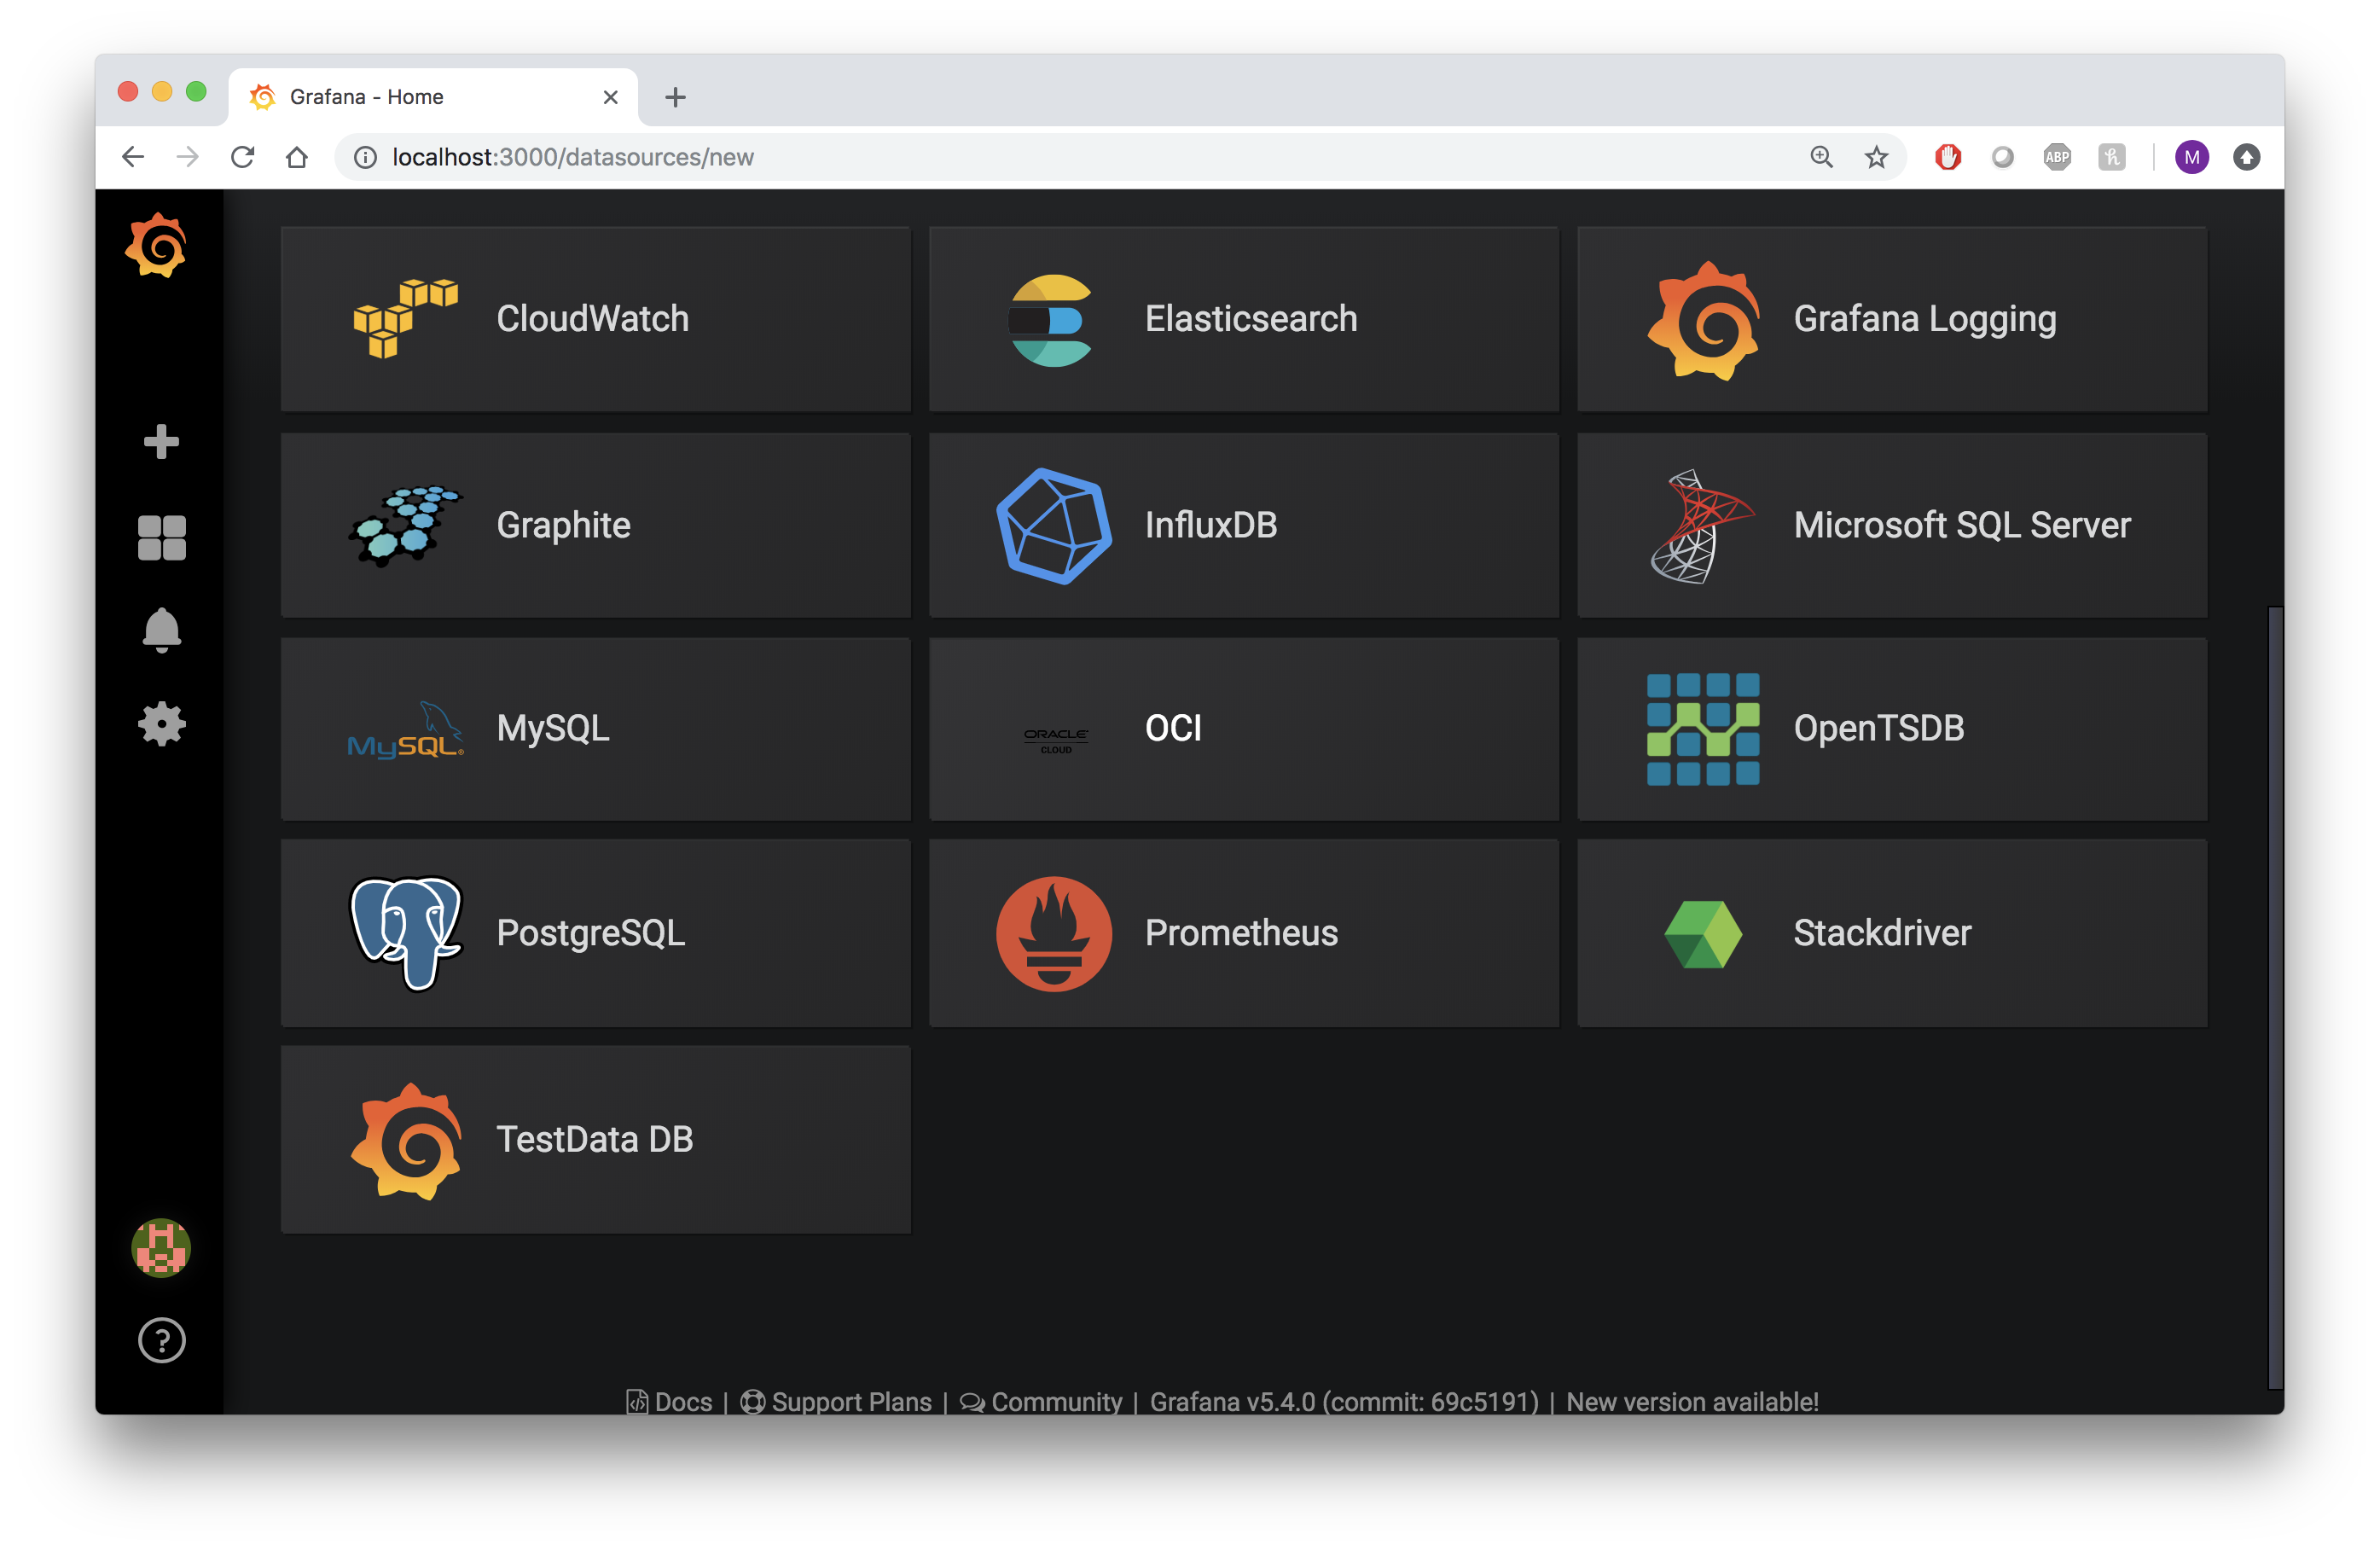 Grafana - Home
localhost:3000/datasources/new
ABP
h
M
CloudWatch
Elasticsearch
Grafana Logging
Graphite
InfluxDB
Microsoft SQL Server
MySQL
MySQL
ORACLE
CLOUD
OCI
OpenTSDB
PostgreSQL
Prometheus
Stackdriver
TestData DB
?
Docs | Support Plans | Community | Grafana v5.4.0 (commit: 69c5191) | New version available!